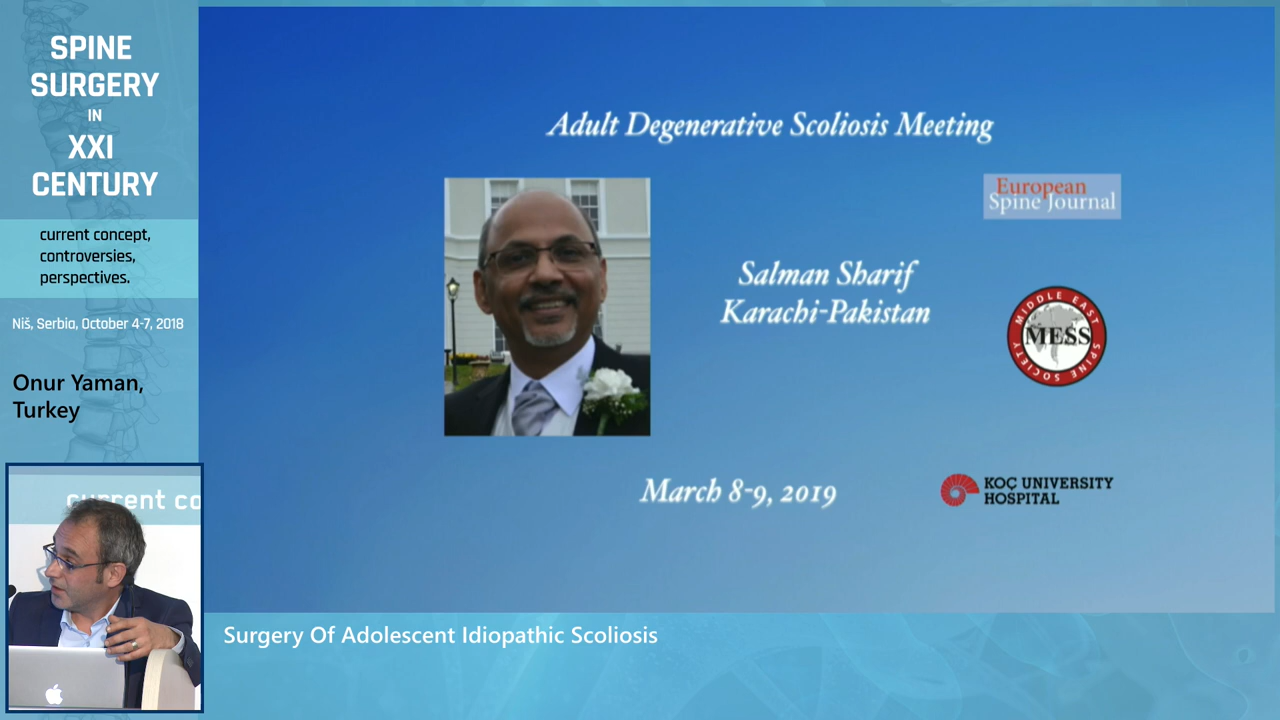 SPINE
SURGERY
IN
XXI
CENTURY
current concept,
controversies,
perspectives.
Niš, Serbia, October 4-7, 2018
Onur Yaman,
Turkey
current co
Adult Degenerative Scoliosis Meeting
European
Spine Journal
Salman Sharif
Karachi-Pakistan
MIDDLE EAST
MESS
SPINE SOCIETY
March 8-9, 2019
KOÇ UNIVERSITY
HOSPITAL
Surgery Of Adolescent Idiopathic Scoliosis